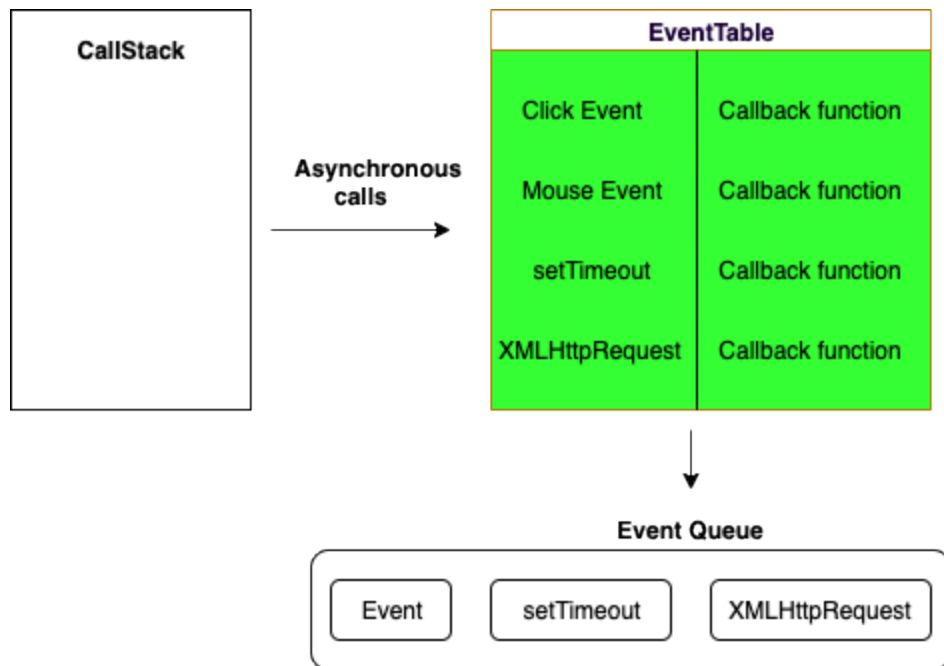 CallStack
Asynchronous
calls
EventTable
Click Event
Callback function
Mouse Event
Callback function
setTimeout
Callback function
XMLHttpRequest
Callback function
Event Queue
Event
setTimeout
XMLHttpRequest